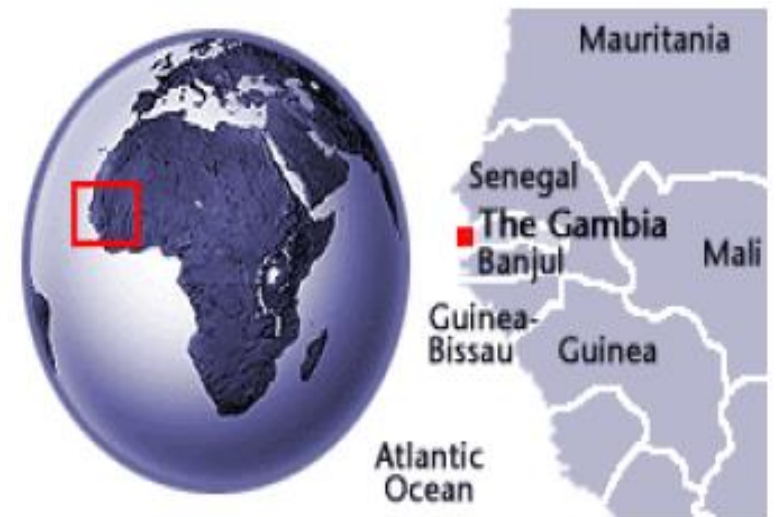 Mauritania
Senegal
The Gambia
Banjul
Mali
Guinea-
Bissau
Guinea
Atlantic
Ocean